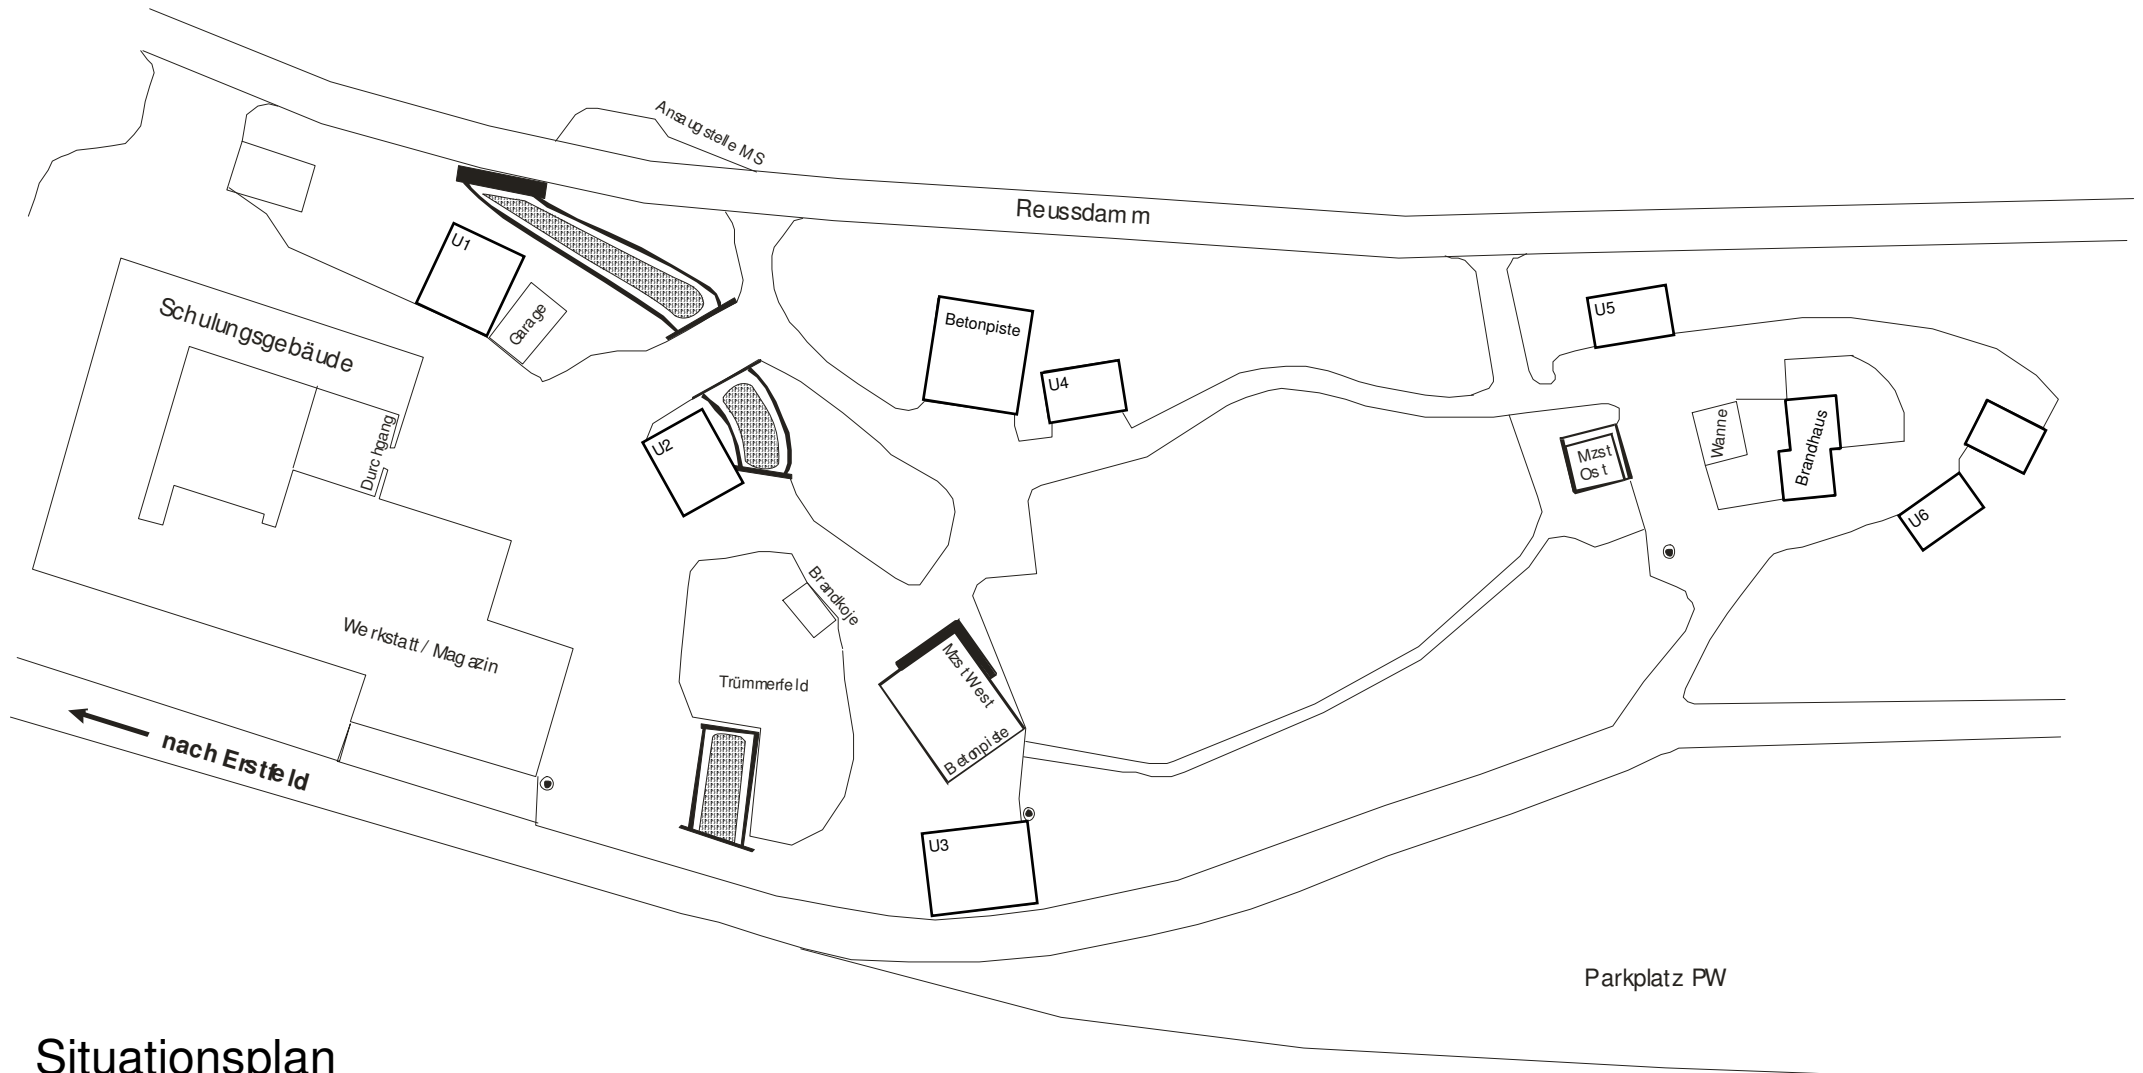 Ansaugstelle MS
Reussdamm
U1
Garage
Schulungsgebäude
Durchgang
U2
Betonpiste
U4
U5
Wanne
Brandhaus
Mzst
Ost
U6
Brandkoje
Werkstatt / Magazin
Trümmerfeld
Mzst West
Betonpiste
nach Erstfeld
U3
Parkplatz PW
Situationsplan